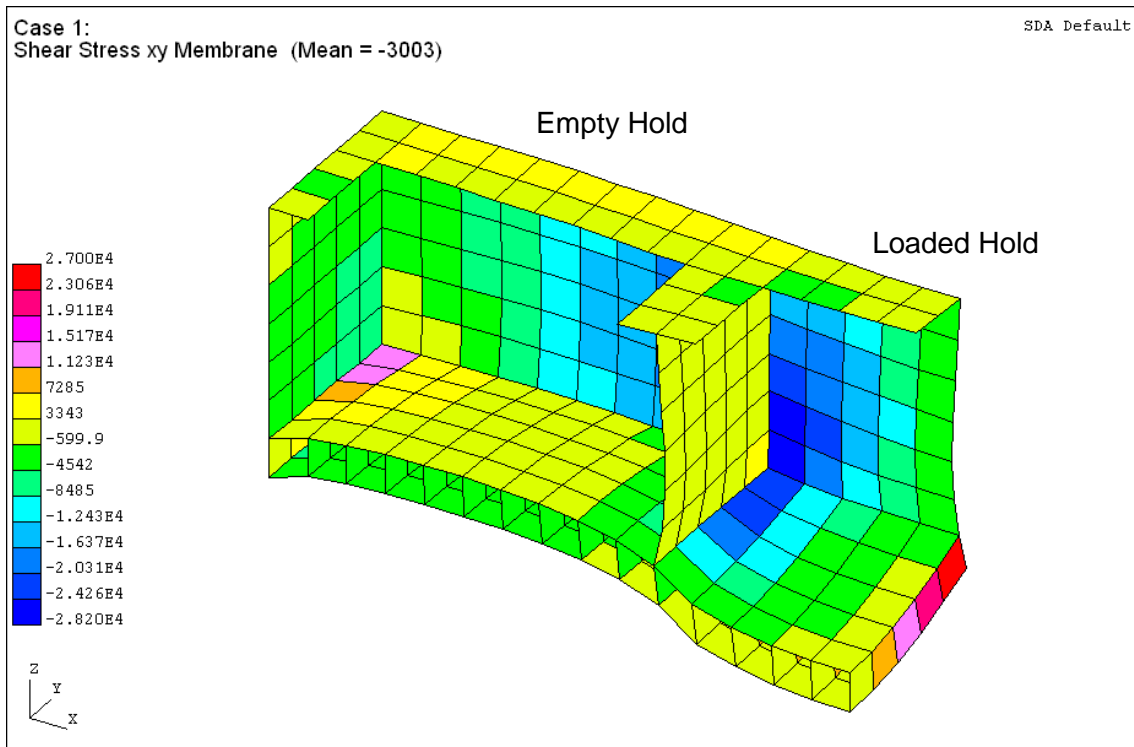 Case 1:
Shear Stress xy Membrane (Mean = -3003)
SDA Default
Empty Hold
Loaded Hold
2.700E4
2.306E4
1.911E4
1.517E4
1.123E4
7285
3343
-599.9
-4542
-8485
-1.243E4
-1.637E4
-2.031E4
-2.426E4
-2.820E4
Z
Y
X